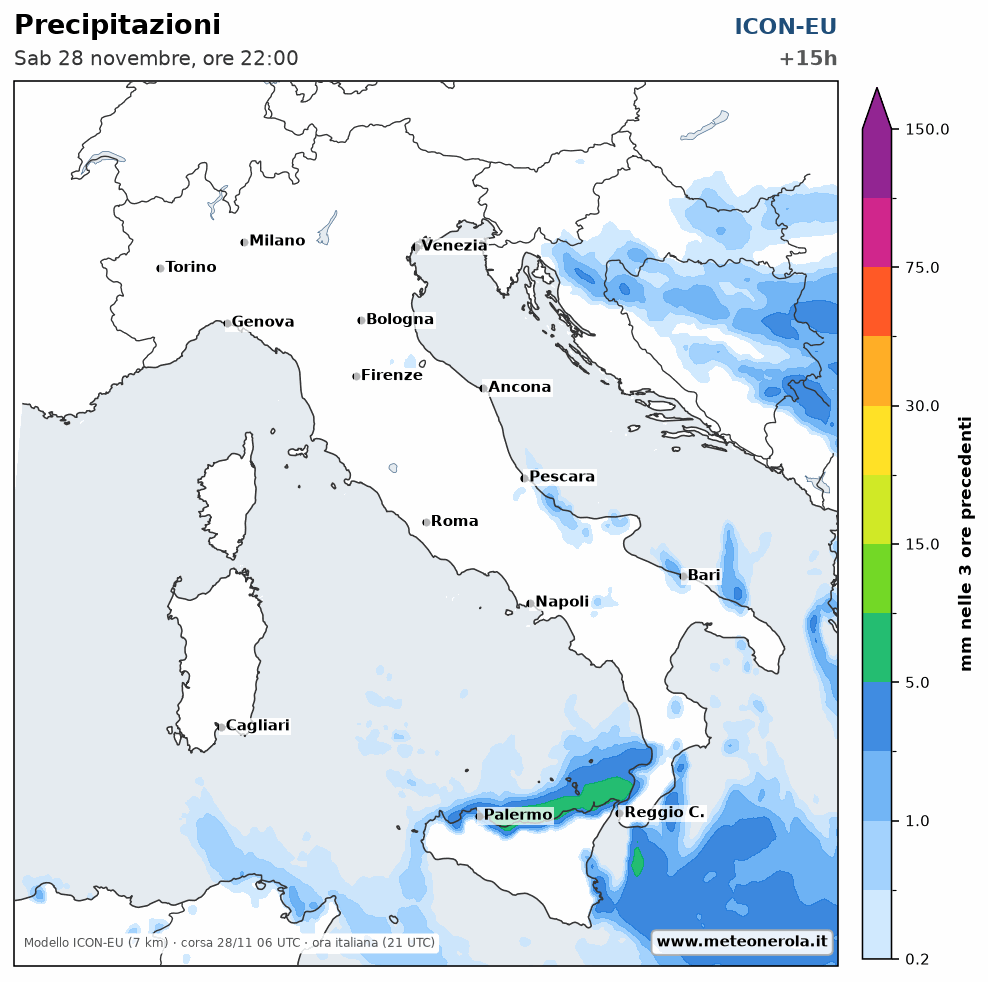 Precipitazioni
ICON-EU
Sab 28 novembre, ore 22:00
+15h
150.0
75.0
30.0
15.0
5.0
1.0
0.2
mm nelle 3 ore precedenti
Milano
Venezia
Torino
Genova
Bologna
Firenze
Ancona
Pescara
Roma
Bari
Napoli
Cagliari
Palermo
Reggio C.
Modello ICON-EU (7 km) · corsa 28/11 06 UTC · ora italiana (21 UTC)
www.meteonerola.it